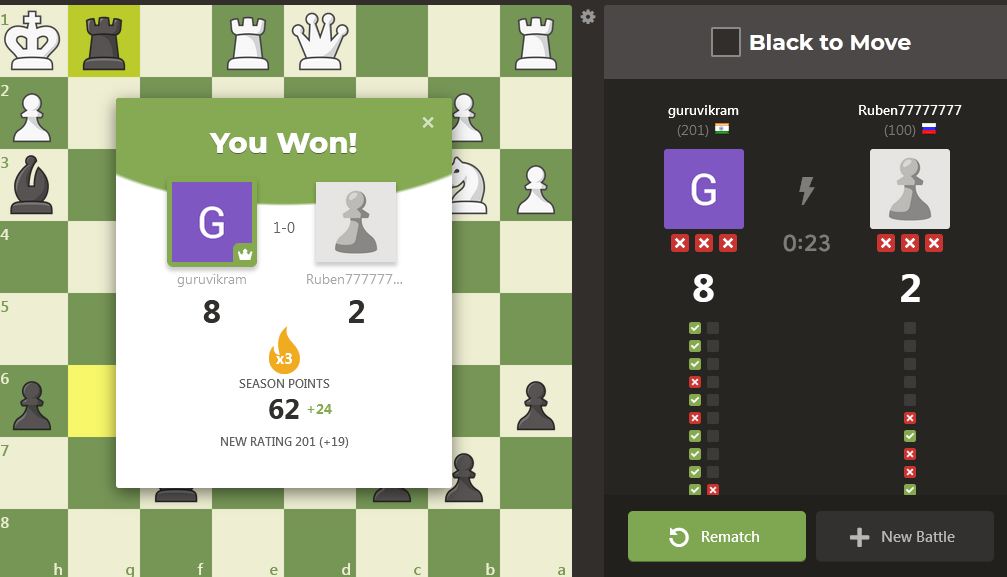 1
2
3
4
5
6
7
8
h
g
f
e
d
c
b
a
You Won!
×
G
1-0
guruvikram
Ruben777777...
8
2
x3
SEASON POINTS
62 +24
NEW RATING 201 (+19)
Black to Move
guruvikram
Ruben77777777
(201)
(100)
G
0:23
8
2
Rematch
New Battle